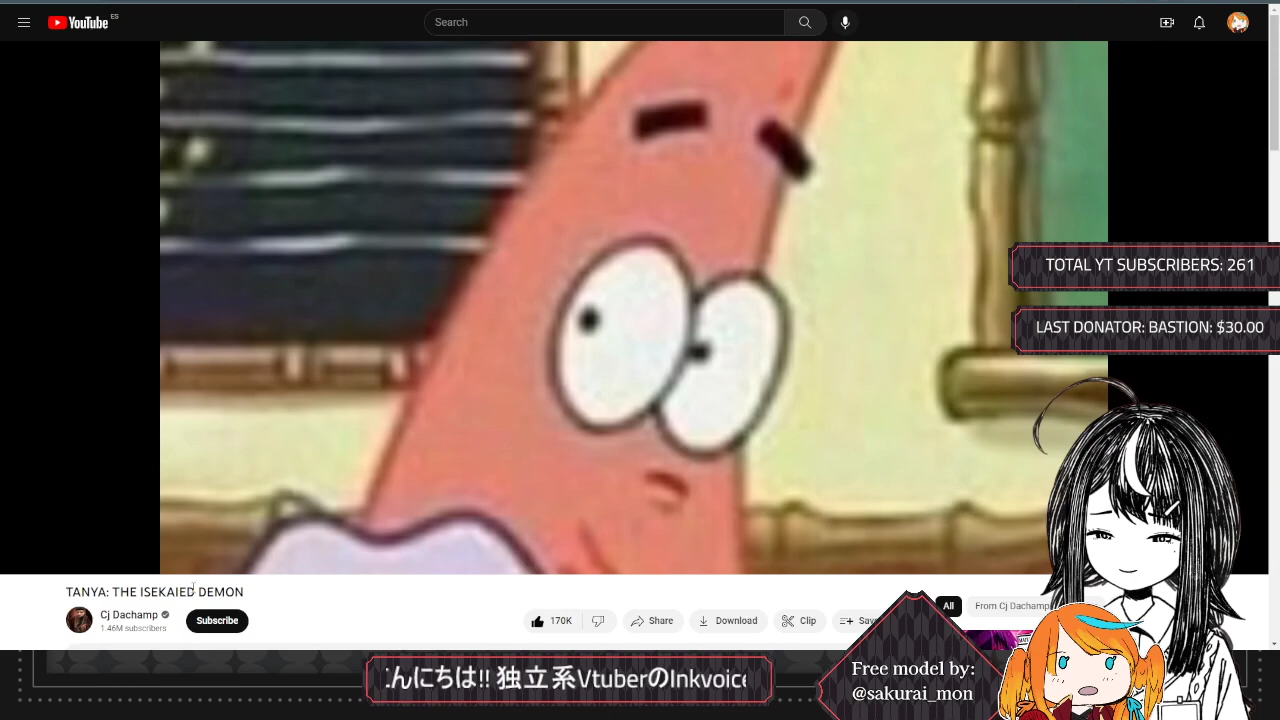 YouTube ES
Search
TOTAL YT SUBSCRIBERS: 261
LAST DONATOR: BASTION: $30.00
TANYA: THE ISEKAIED DEMON
Cj Dachamp
1.46M subscribers
Subscribe
170K
Share
Download
Clip
Save
All
From Cj Dachamp
んにちは!! 独立系VtuberのInkvoice
Free model by:
@sakurai_mon